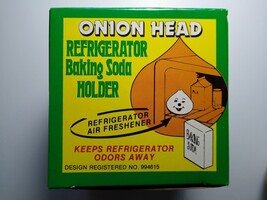 ONION HEAD
REFRIGERATOR
Baking Soda
HOLDER
REFRIGERATOR
AIR FRESHENER
BAKING
SODA
KEEPS REFRIGERATOR
ODORS AWAY
DESIGN REGISTERED NO. 994615